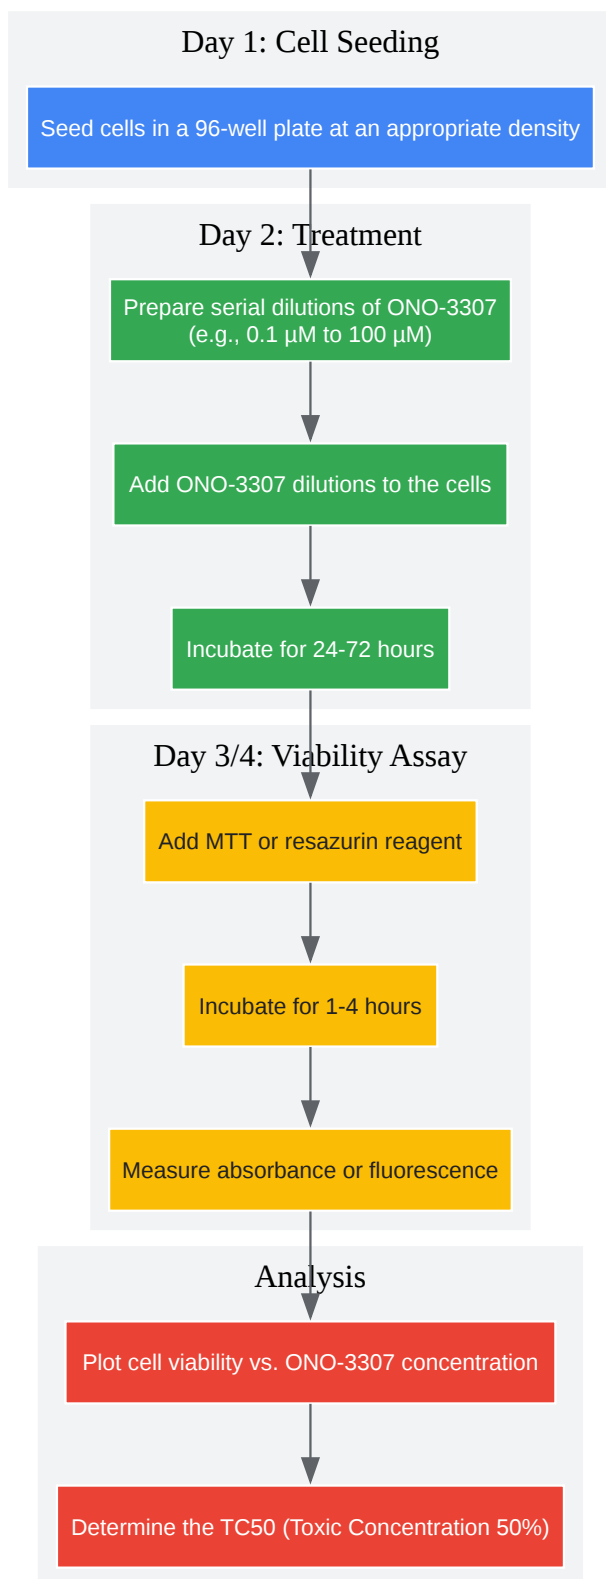 Day 1: Cell Seeding
Seed cells in a 96-well plate at an appropriate density
Day 2: Treatment
Prepare serial dilutions of ONO-3307
(e.g., 0.1 µM to 100 µM)
Add ONO-3307 dilutions to the cells
Incubate for 24-72 hours
Day 3/4: Viability Assay
Add MTT or resazurin reagent
Incubate for 1-4 hours
Measure absorbance or fluorescence
Analysis
Plot cell viability vs. ONO-3307 concentration
Determine the TC50 (Toxic Concentration 50%)